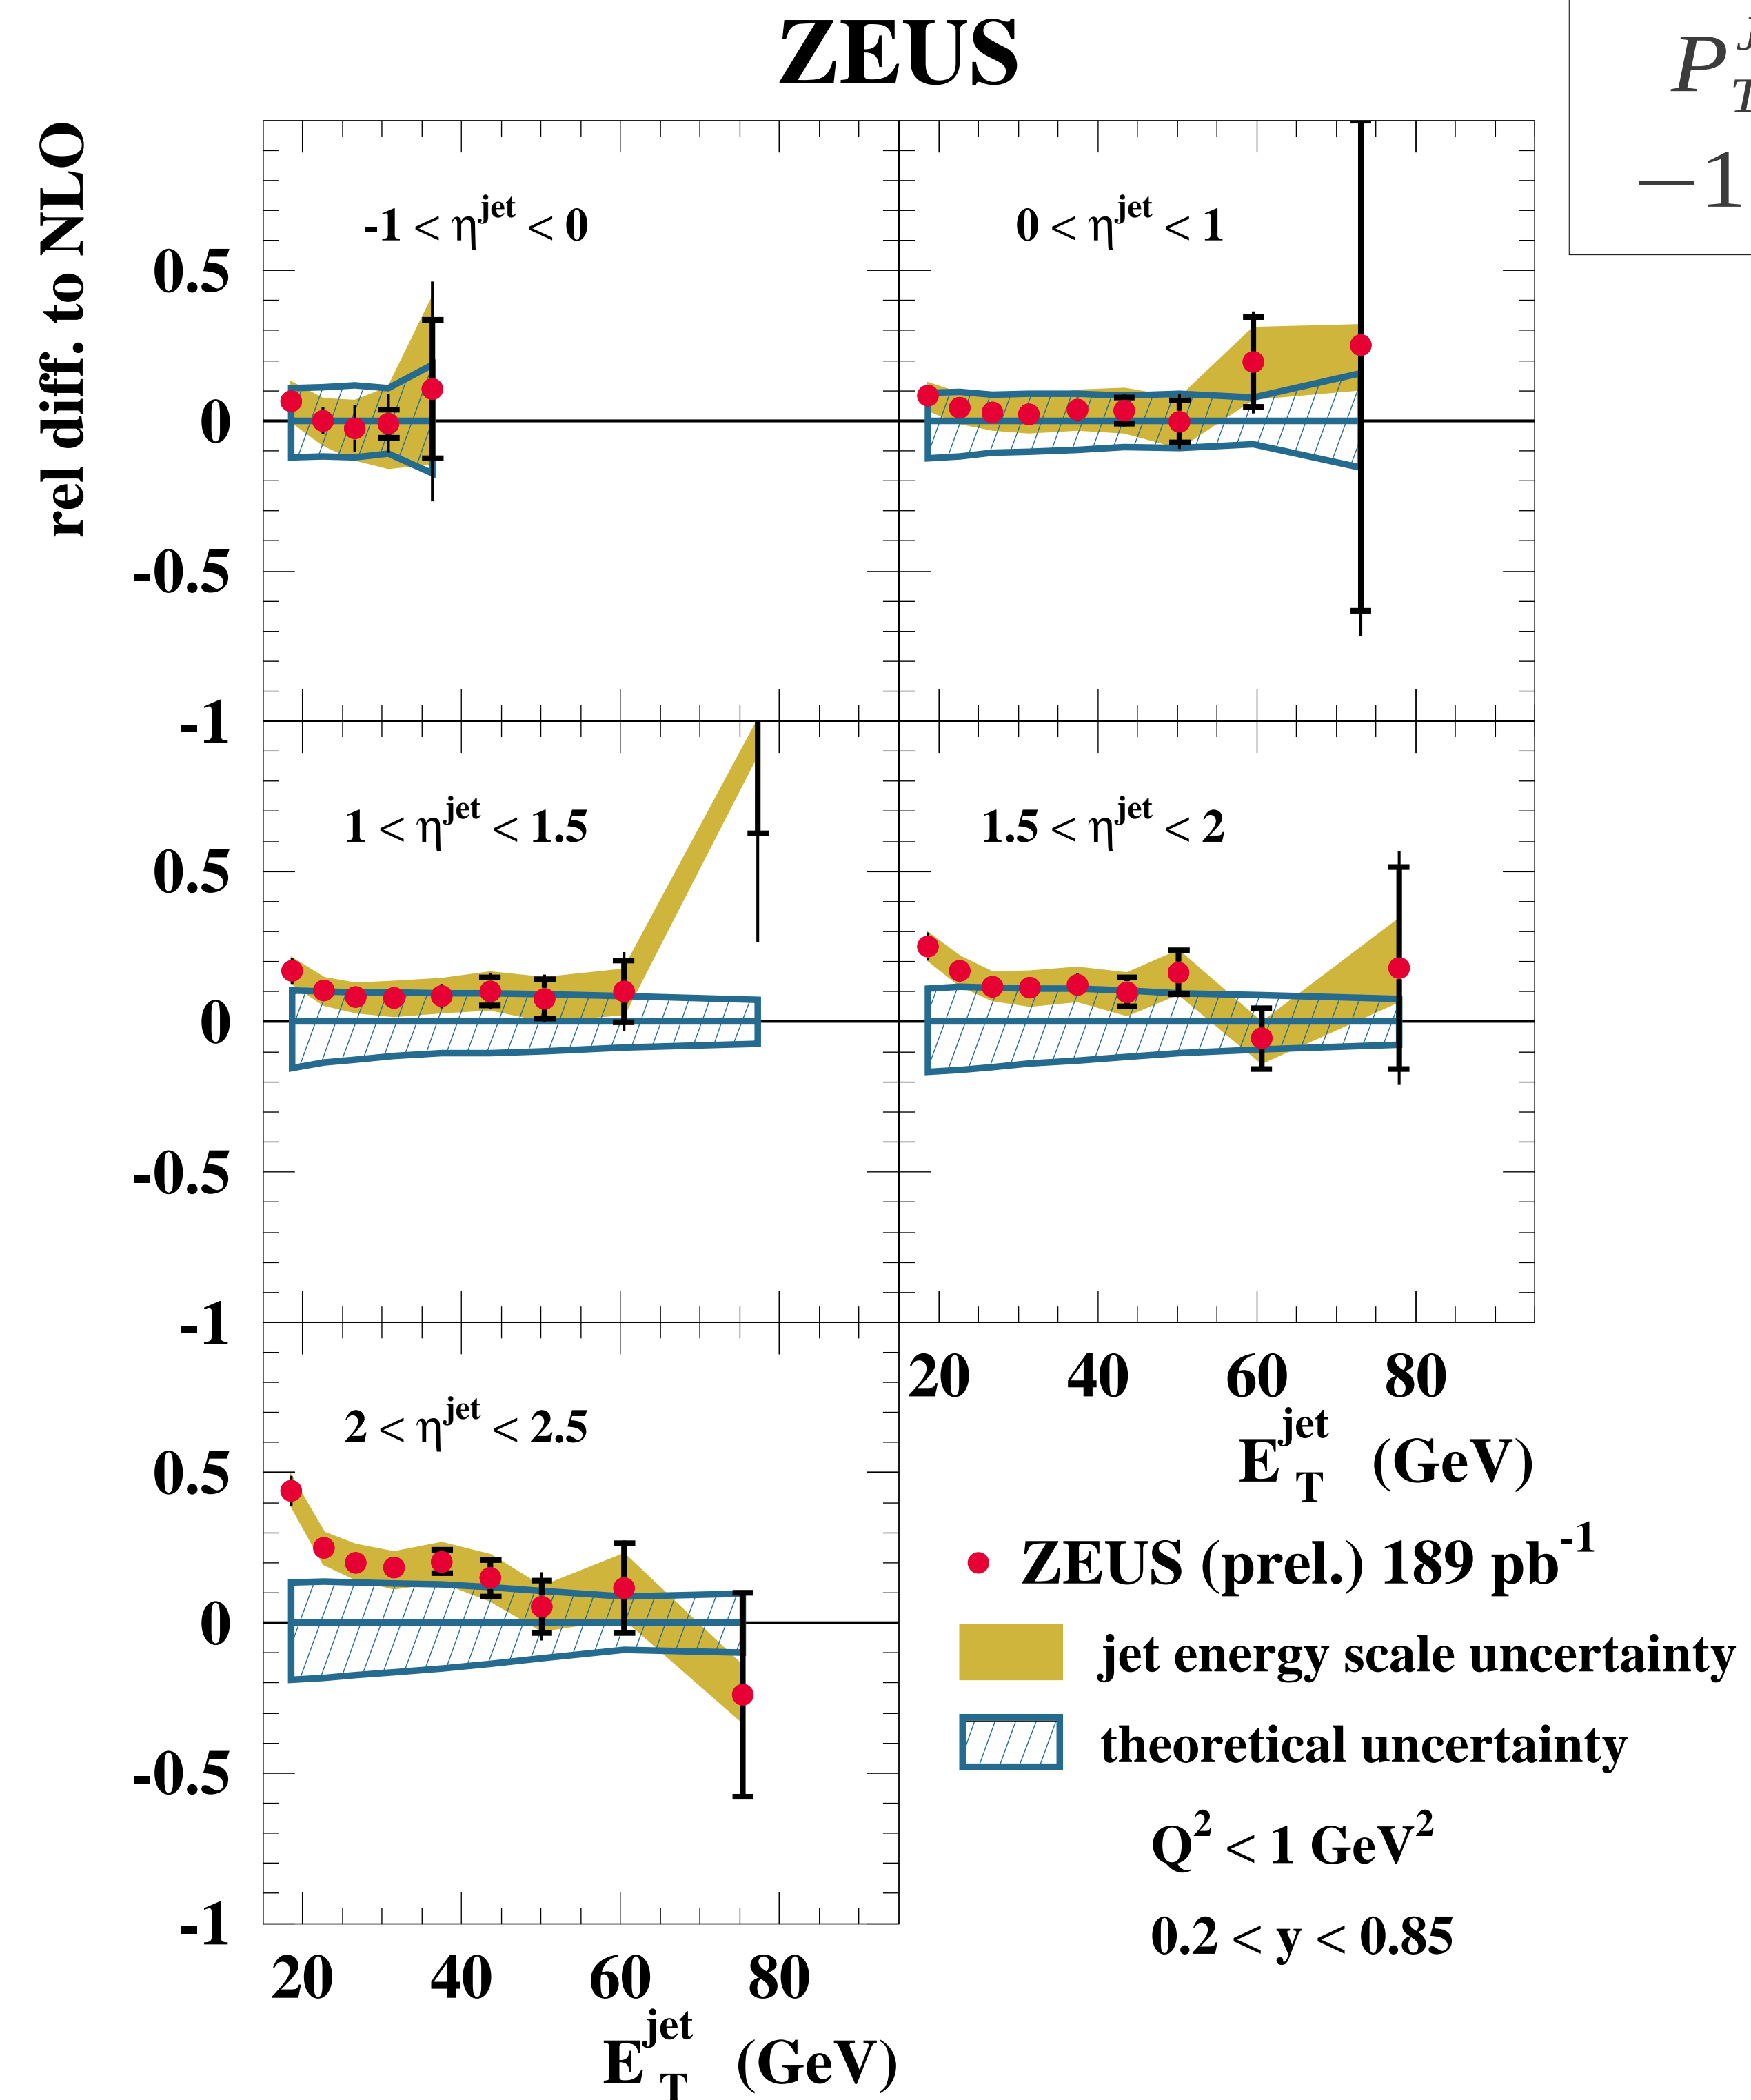 ZEUS
P_T^J
−1
rel diff. to NLO
-1 < η^jet < 0
0 < η^jet < 1
0.5
0
-0.5
-1
1 < η^jet < 1.5
1.5 < η^jet < 2
0.5
0
-0.5
-1
20 40 60 80
E_T^jet (GeV)
2 < η^jet < 2.5
0.5
0
-0.5
-1
20 40 60 80
E_T^jet (GeV)
ZEUS (prel.) 189 pb^-1
jet energy scale uncertainty
theoretical uncertainty
Q^2 < 1 GeV^2
0.2 < y < 0.85